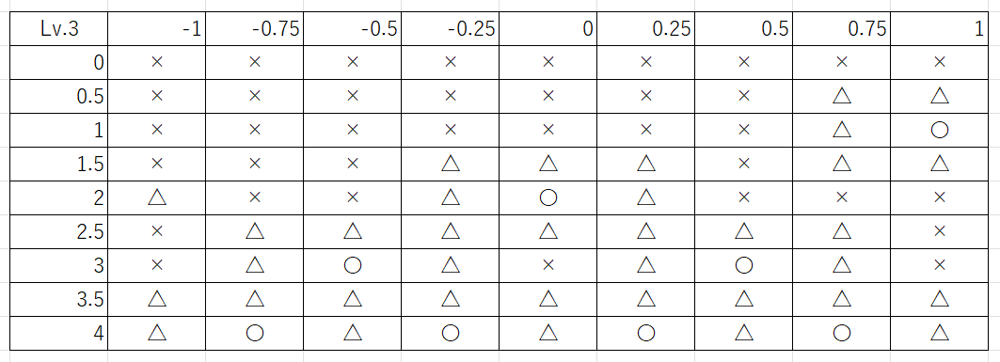 Lv.3 -1 -0.75 -0.5 -0.25 0 0.25 0.5 0.75 1
0 × × × × × × × × ×
0.5 × × × × × × × △ △
1 × × × × × × × △ ○
1.5 × × × △ △ △ × △ △
2 △ × × △ ○ △ × × ×
2.5 × △ △ △ △ △ △ △ ×
3 × △ ○ △ × △ ○ △ ×
3.5 △ △ △ △ △ △ △ △ △
4 △ ○ △ ○ △ ○ △ ○ △